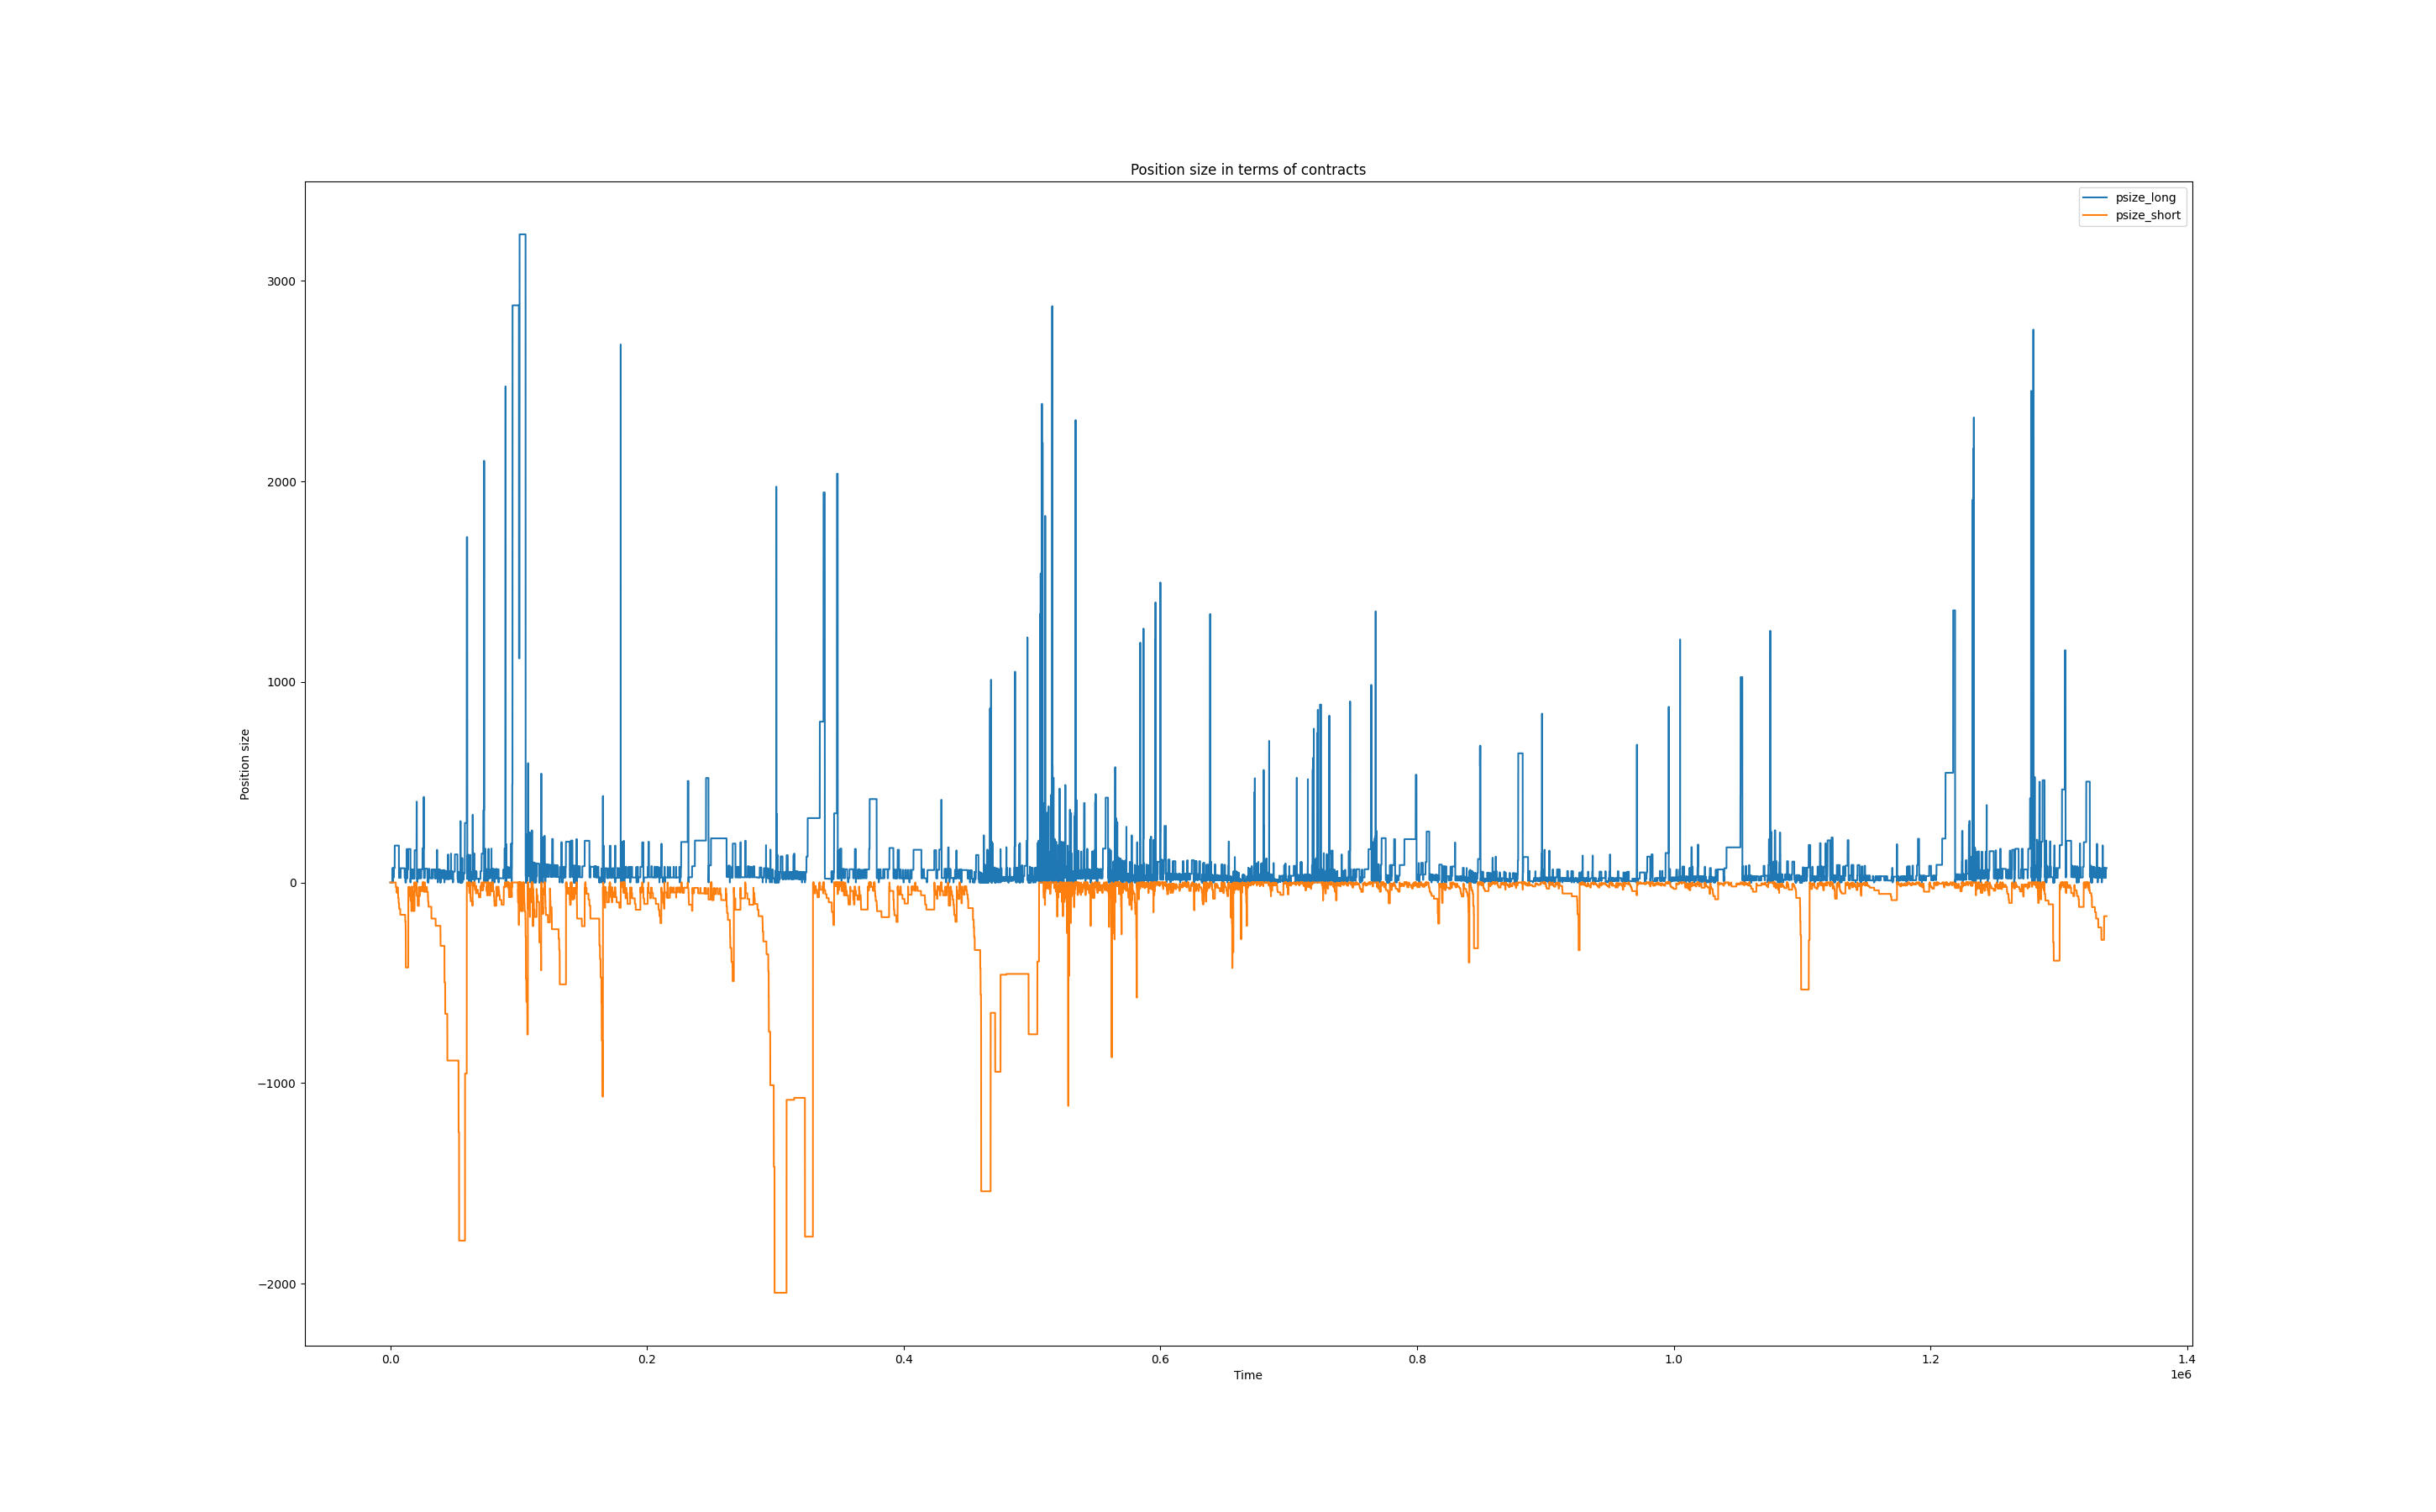 Position size in terms of contracts
psize_long
psize_short
3000
2000
1000
0
−1000
−2000
Position size
0.0 0.2 0.4 0.6 0.8 1.0 1.2 1.4
Time
1e6